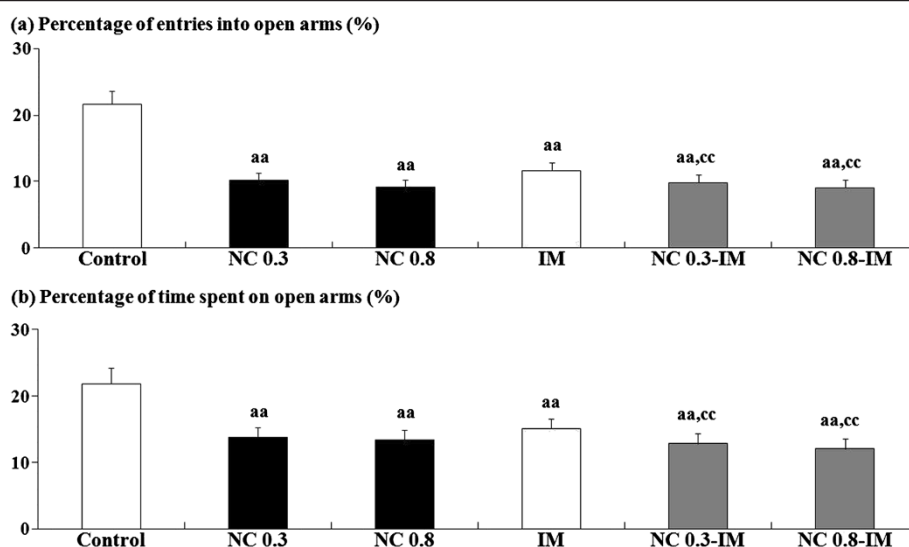 (a) Percentage of entries into open arms (%)
30
20
10
0
aa
aa
aa
aa,cc
aa,cc
Control NC 0.3 NC 0.8 IM NC 0.3-IM NC 0.8-IM
(b) Percentage of time spent on open arms (%)
30
20
10
0
aa
aa
aa
aa,cc
aa,cc
Control NC 0.3 NC 0.8 IM NC 0.3-IM NC 0.8-IM